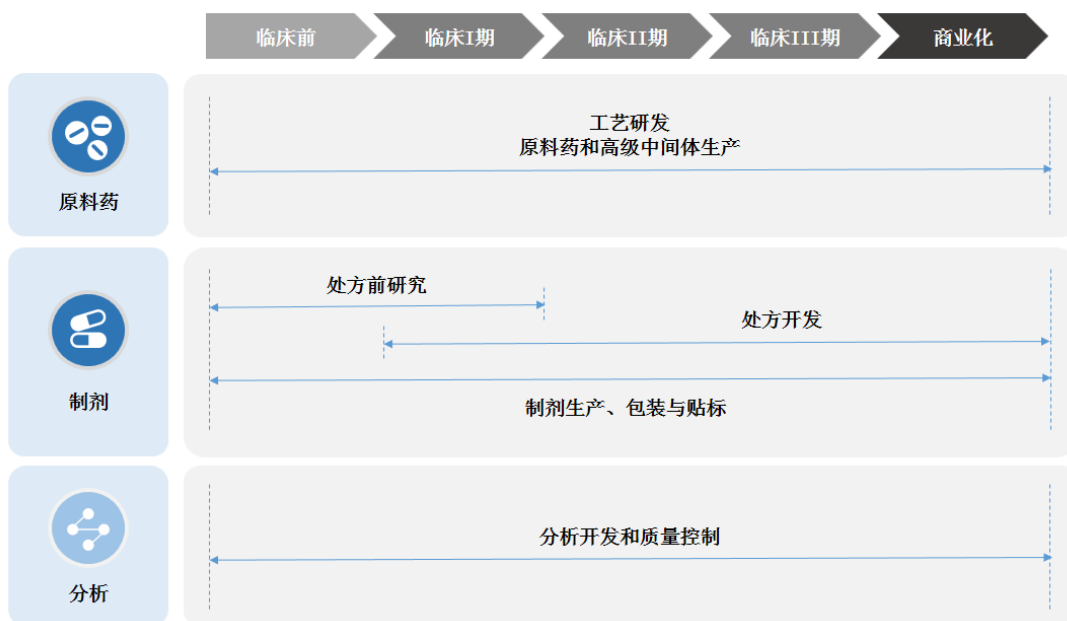 临床前
临床I期
临床II期
临床III期
商业化
原料药
工艺研发
原料药和高级中间体生产
制剂
处方前研究
处方开发
制剂生产、包装与贴标
分析
分析开发和质量控制